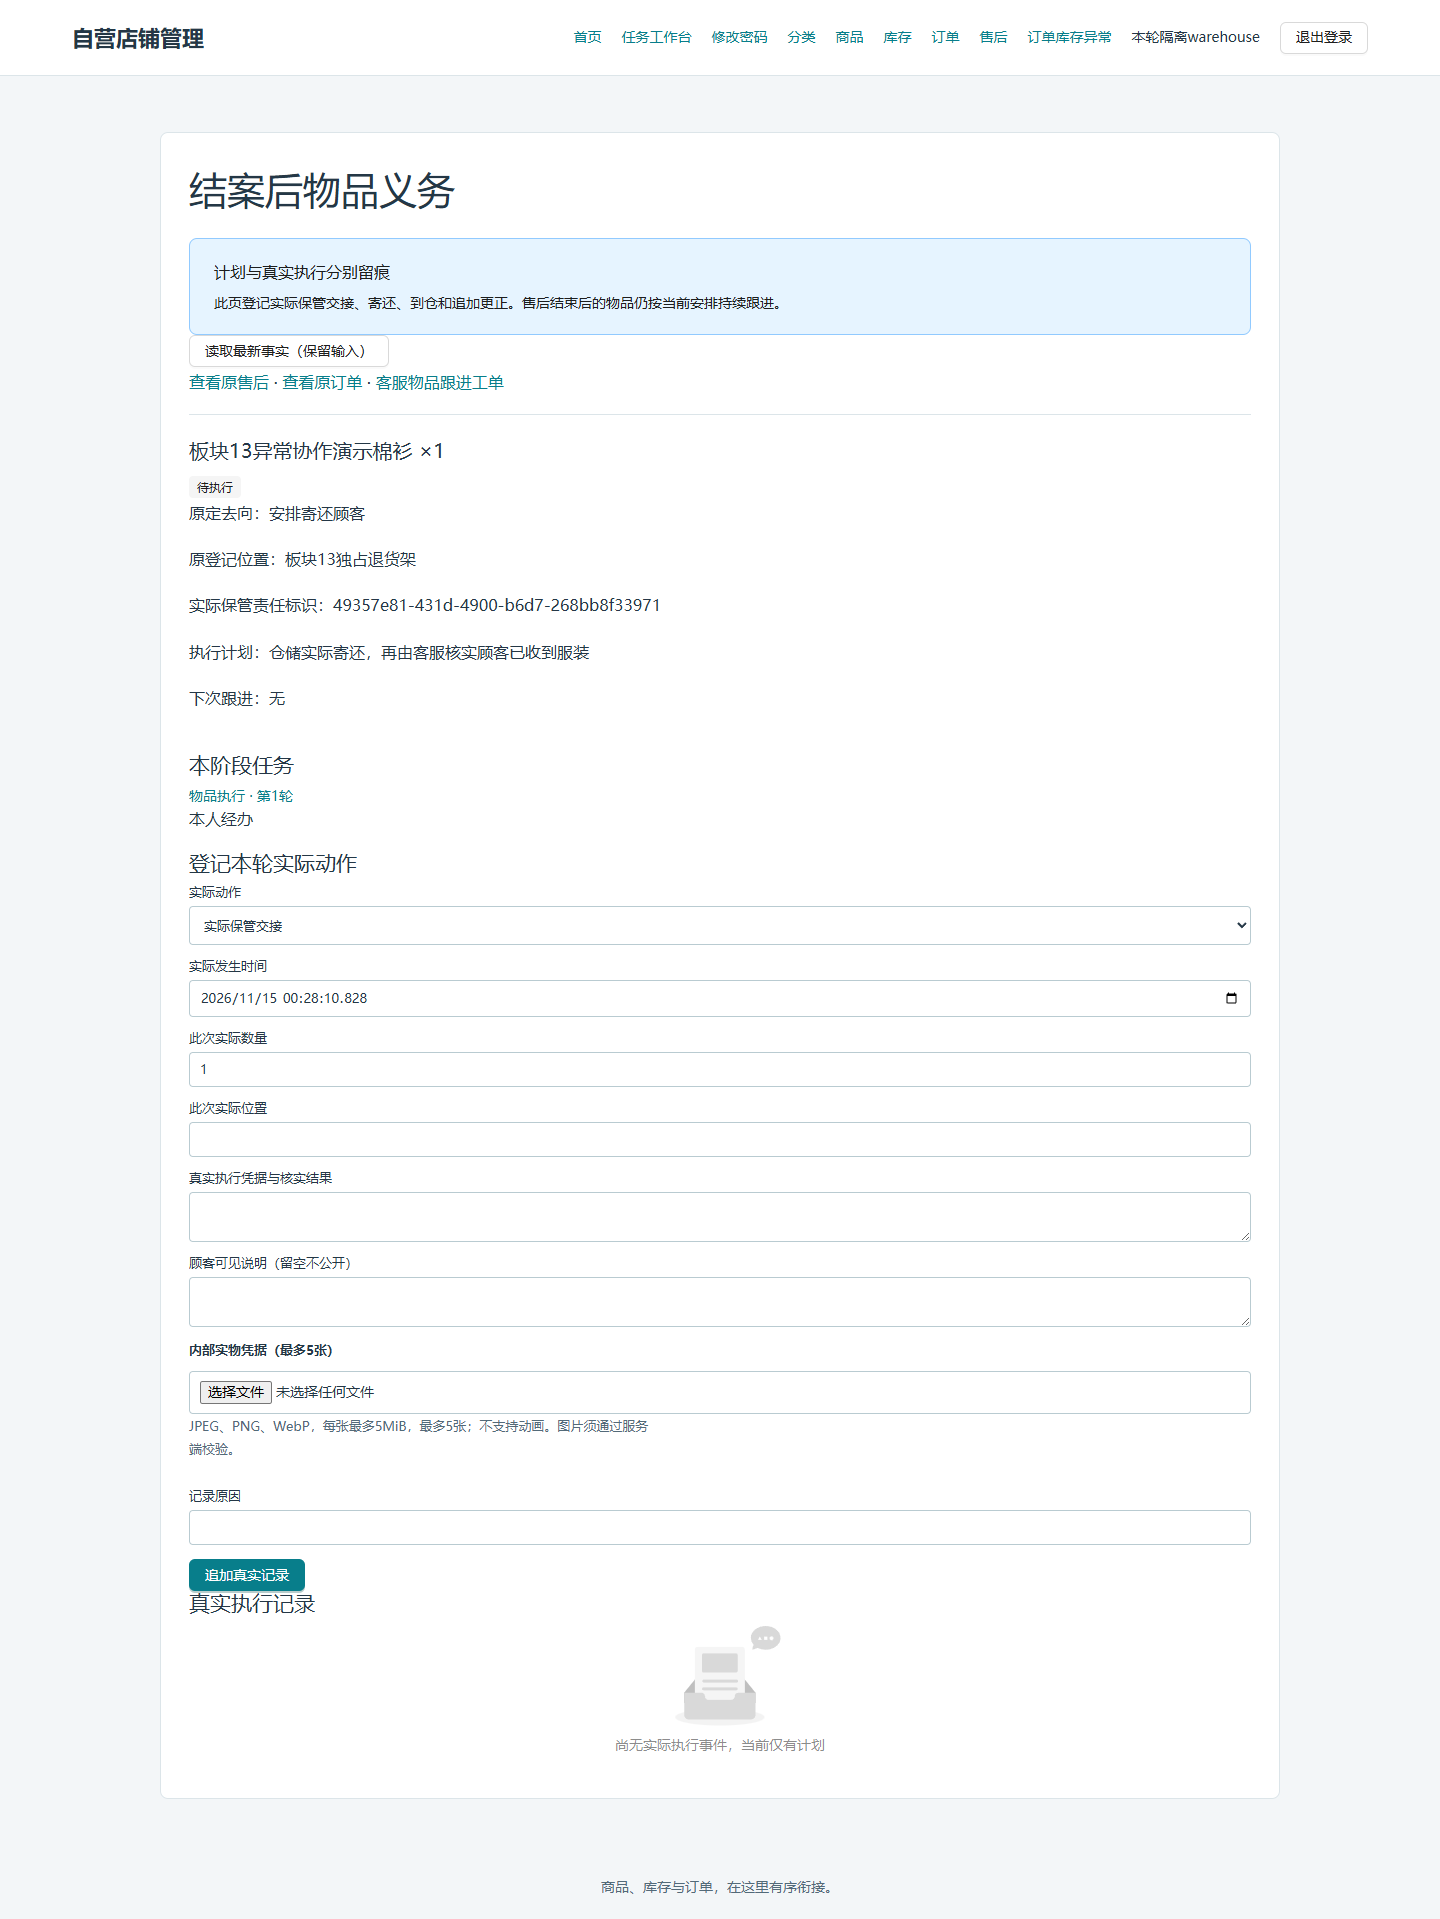 自营店铺管理
首页 任务工作台 修改密码 分类 商品 库存 订单 售后 订单库存异常 本轮隔离warehouse 退出登录
结案后物品义务
计划与真实执行分别留痕
此页登记实际保管交接、寄还、到仓和追加更正。售后结束后的物品仍按当前安排持续跟进。
读取最新事实（保留输入）
查看原售后 · 查看原订单 · 客服物品跟进工单
板块13异常协作演示棉衫 ×1
待执行
原定去向：安排寄还顾客
原登记位置：板块13独占退货架
实际保管责任标识：49357e81-431d-4900-b6d7-268bb8f33971
执行计划：仓储实际寄还，再由客服核实顾客已收到服装
下次跟进：无
本阶段任务
物品执行 · 第1轮
本人经办
登记本轮实际动作
实际动作
实际保管交接
实际发生时间
2026/11/15 00:28:10.828
此次实际数量
1
此次实际位置
真实执行凭据与核实结果
顾客可见说明（留空不公开）
内部实物凭据（最多5张）
选择文件 未选择任何文件
JPEG、PNG、WebP，每张最多5MiB，最多5张；不支持动画。图片须通过服务
端校验。
记录原因
追加真实记录
真实执行记录
尚无实际执行事件，当前仅有计划
商品、库存与订单，在这里有序衔接。